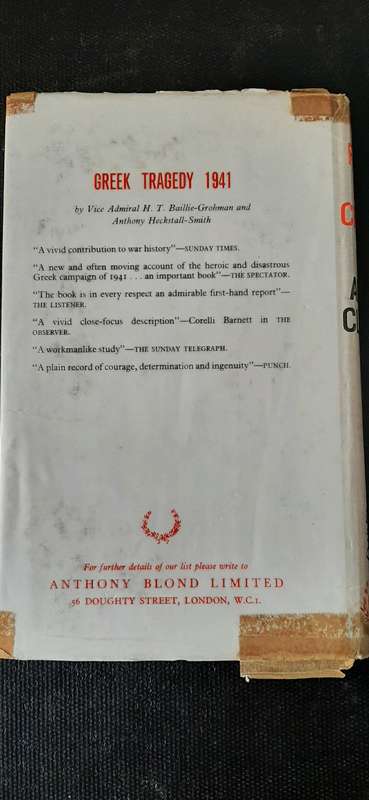 GREEK TRAGEDY 1941
by Vice Admiral H. T. Baillie-Grohman and
Anthony Heckstall-Smith
"A vivid contribution to war history"—SUNDAY TIMES.
"A new and often moving account of the heroic and disastrous
Greek campaign of 1941 . . . an important book"—THE SPECTATOR.
"The book is in every respect an admirable first-hand report"—
THE LISTENER.
"A vivid close-focus description"—Corelli Barnett in THE
OBSERVER.
"A workmanlike study"—THE SUNDAY TELEGRAPH.
"A plain record of courage, determination and ingenuity"—PUNCH.
For further details of our list please write to
ANTHONY BLOND LIMITED
56 DOUGHTY STREET, LONDON, W.C.1.